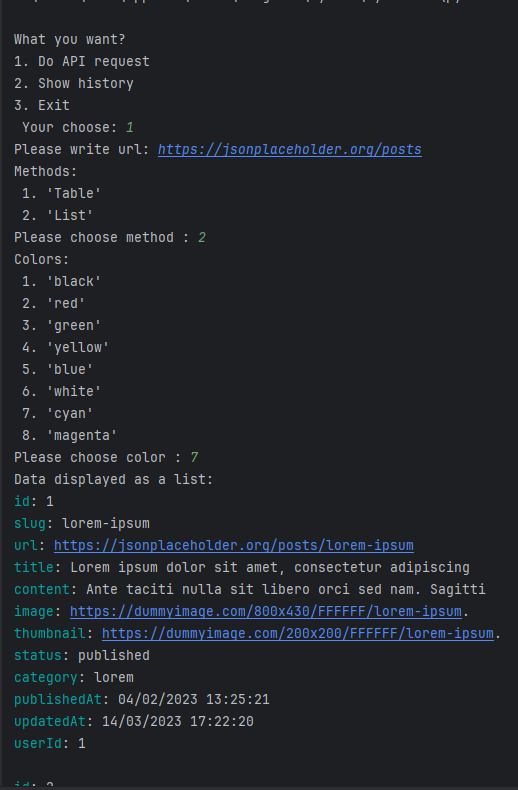 What you want?
1. Do API request
2. Show history
3. Exit
Your choose: 1
Please write url: https://jsonplaceholder.org/posts
Methods:
1. 'Table'
2. 'List'
Please choose method : 2
Colors:
1. 'black'
2. 'red'
3. 'green'
4. 'yellow'
5. 'blue'
6. 'white'
7. 'cyan'
8. 'magenta'
Please choose color : 7
Data displayed as a list:
id: 1
slug: lorem-ipsum
url: https://jsonplaceholder.org/posts/lorem-ipsum
title: Lorem ipsum dolor sit amet, consectetur adipiscing
content: Ante taciti nulla sit libero orci sed nam. Sagitti
image: https://dummyimage.com/800x430/FFFFFF/lorem-ipsum.
thumbnail: https://dummyimage.com/200x200/FFFFFF/lorem-ipsum.
status: published
category: lorem
publishedAt: 04/02/2023 13:25:21
updatedAt: 14/03/2023 17:22:20
userId: 1
id: 2